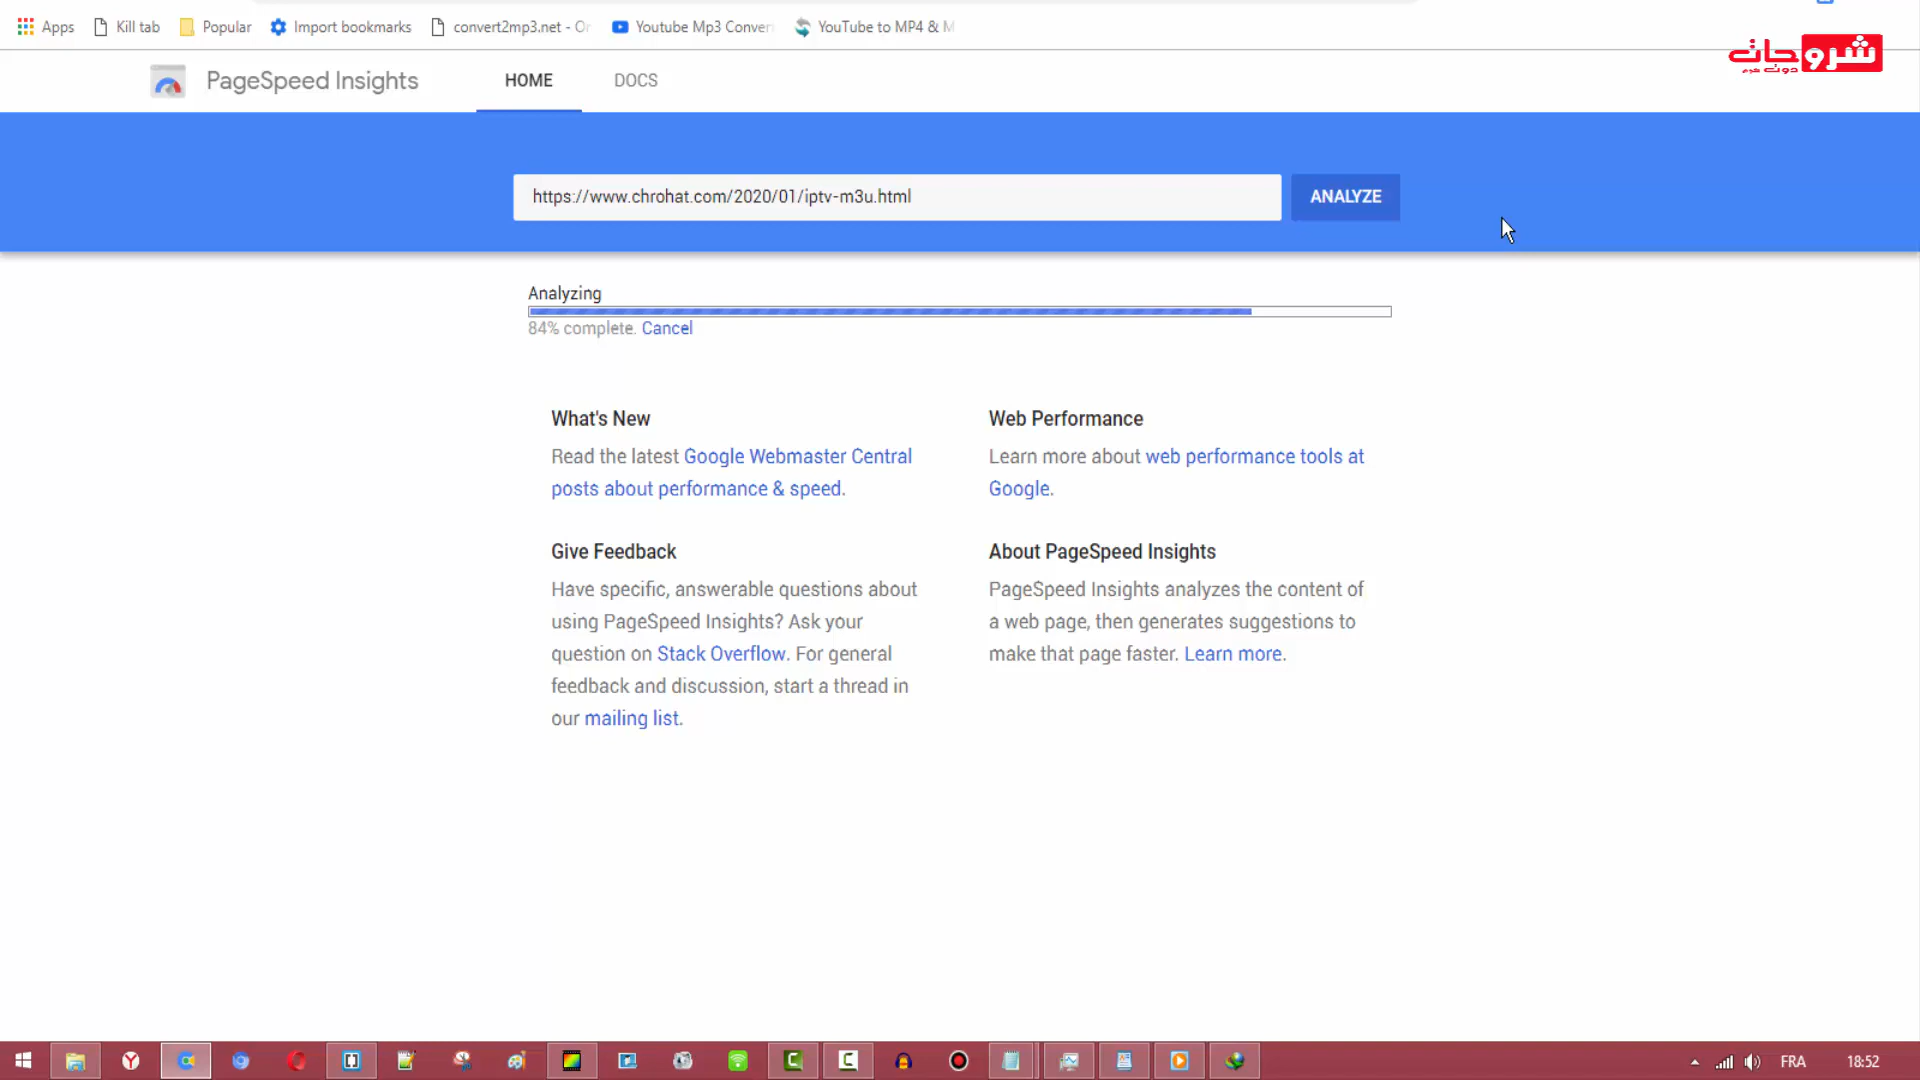 Apps Kill tab Popular Import bookmarks convert2mp3.net - Youtube Mp3 Conver YouTube to MP4 &
شروحات
دوت كوم
PageSpeed Insights HOME DOCS
https://www.chrohat.com/2020/01/iptv-m3u.html ANALYZE
Analyzing
84% complete. Cancel
What's New
Read the latest Google Webmaster Central
posts about performance & speed.
Web Performance
Learn more about web performance tools at
Google.
Give Feedback
Have specific, answerable questions about
using PageSpeed Insights? Ask your
question on Stack Overflow. For general
feedback and discussion, start a thread in
our mailing list.
About PageSpeed Insights
PageSpeed Insights analyzes the content of
a web page, then generates suggestions to
make that page faster. Learn more.
FRA 18:52